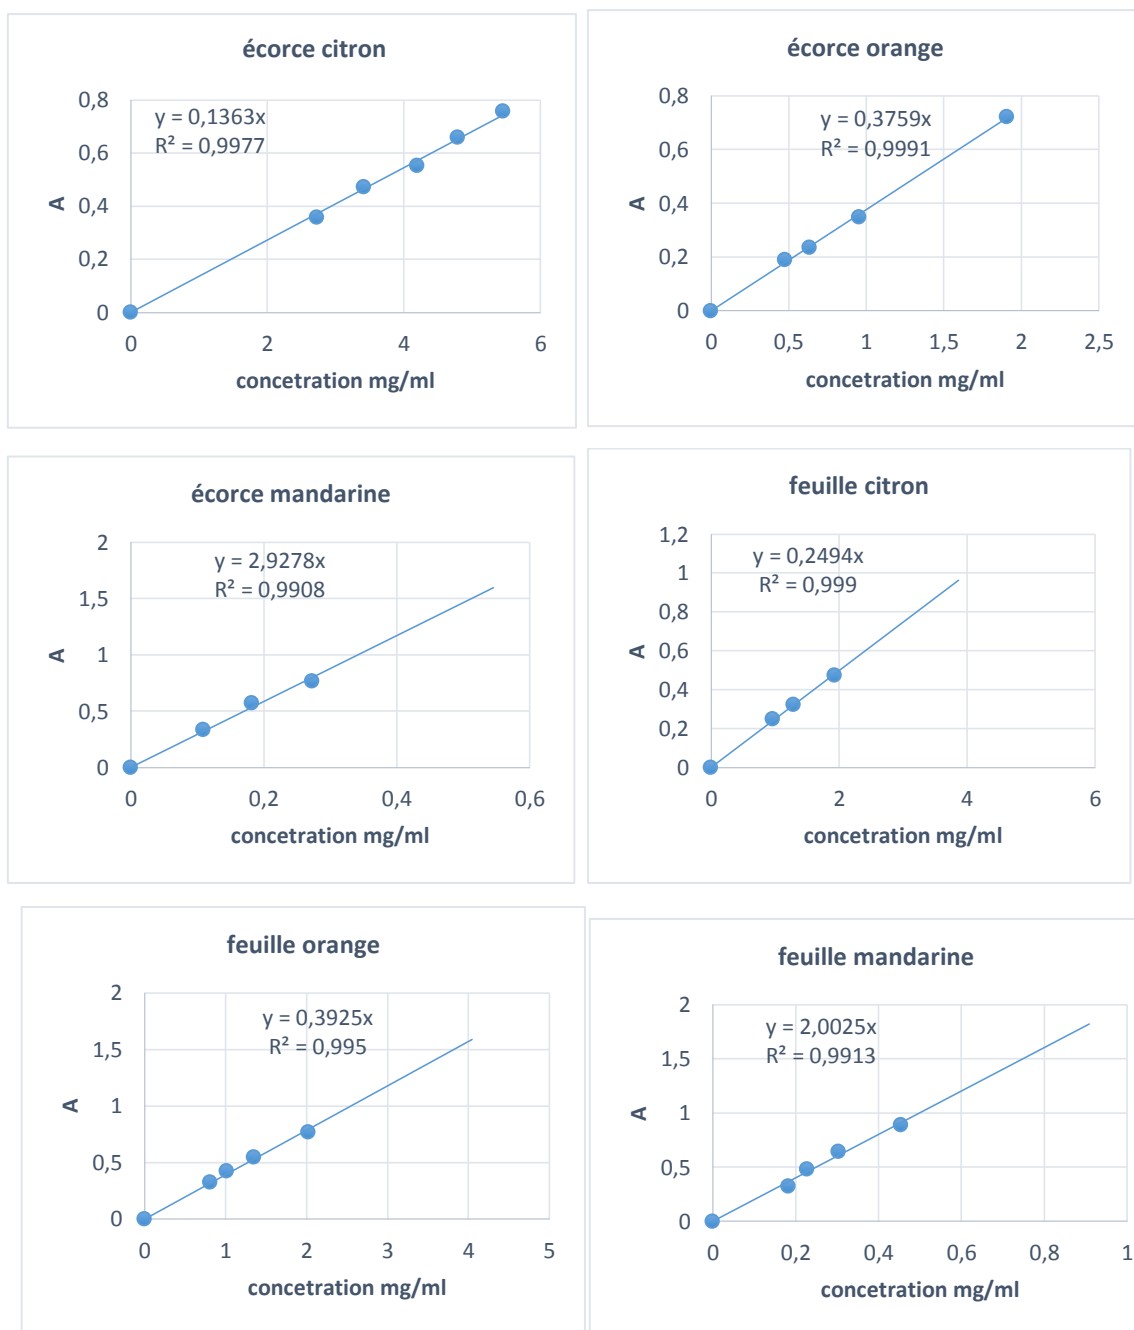 écorce citron
y = 0,1363x
R² = 0,9977
0,8
0,6
0,4
0,2
0
A
0 2 4 6
concetration mg/ml
écorce orange
y = 0,3759x
R² = 0,9991
0,8
0,6
0,4
0,2
0
A
0 0,5 1 1,5 2 2,5
concetration mg/ml
écorce mandarine
y = 2,9278x
R² = 0,9908
2
1,5
1
0,5
0
A
0 0,2 0,4 0,6
concetration mg/ml
feuille citron
y = 0,2494x
R² = 0,999
1,2
1
0,8
0,6
0,4
0,2
0
A
0 2 4 6
concetration mg/ml
feuille orange
y = 0,3925x
R² = 0,995
2
1,5
1
0,5
0
A
0 1 2 3 4 5
concetration mg/ml
feuille mandarine
y = 2,0025x
R² = 0,9913
2
1,5
1
0,5
0
A
0 0,2 0,4 0,6 0,8 1
concetration mg/ml